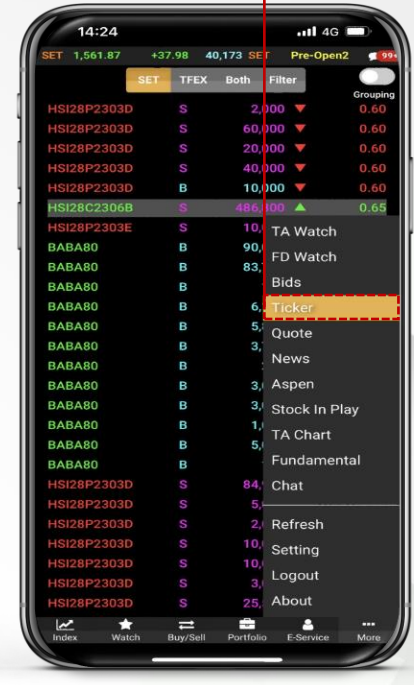 14:24 4G
SET 1,561.87 +37.98 40,173 SET Pre-Open2 99+
SET TFEX Both Filter
Grouping
HSI28P2303D S 2,000 ▼ 0.60
HSI28P2303D S 60,000 ▼ 0.60
HSI28P2303D S 20,000 ▼ 0.60
HSI28P2303D S 40,000 ▼ 0.60
HSI28P2303D B 10,000 ▼ 0.60
HSI28C2306B S ▲ 0.65
HSI28P2303E S
TA Watch
BABA80 B
FD Watch
BABA80 B
Bids
BABA80 B
Ticker
BABA80 B
Quote
BABA80 B
News
BABA80 B
Aspen
BABA80 B
Stock In Play
BABA80 B
TA Chart
BABA80 B
Fundamental
BABA80 B
BABA80 B
Chat
BABA80 B
HSI28P2303D S
HSI28P2303D S
Refresh
HSI28P2303D S
Setting
HSI28P2303D S
Logout
HSI28P2303D S
HSI28P2303D S
About
HSI28P2303D S
Index Watch Buy/Sell Portfolio E-Service More